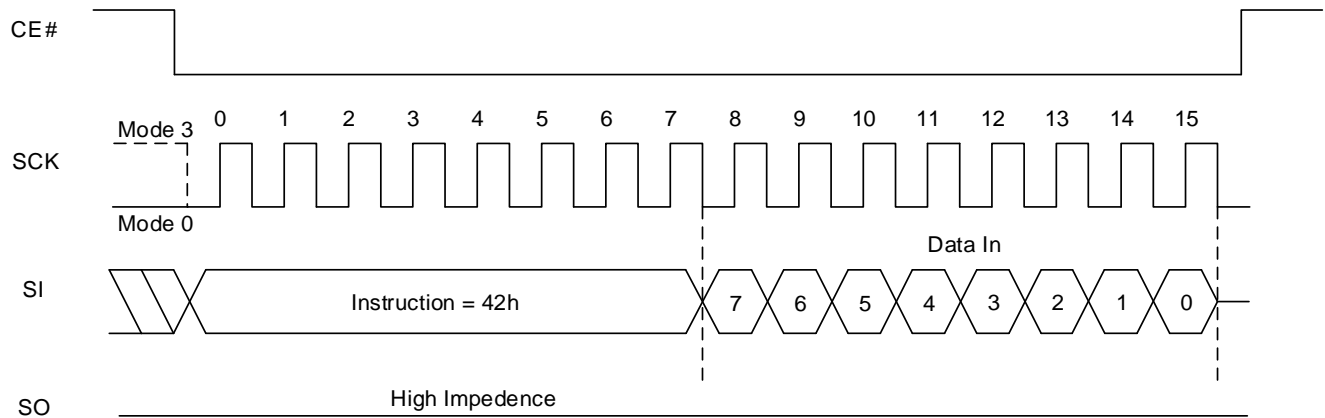 CE#
Mode 3
0 1 2 3 4 5 6 7 8 9 10 11 12 13 14 15
SCK
Mode 0
Data In
SI
Instruction = 42h
7 6 5 4 3 2 1 0
High Impedence
SO